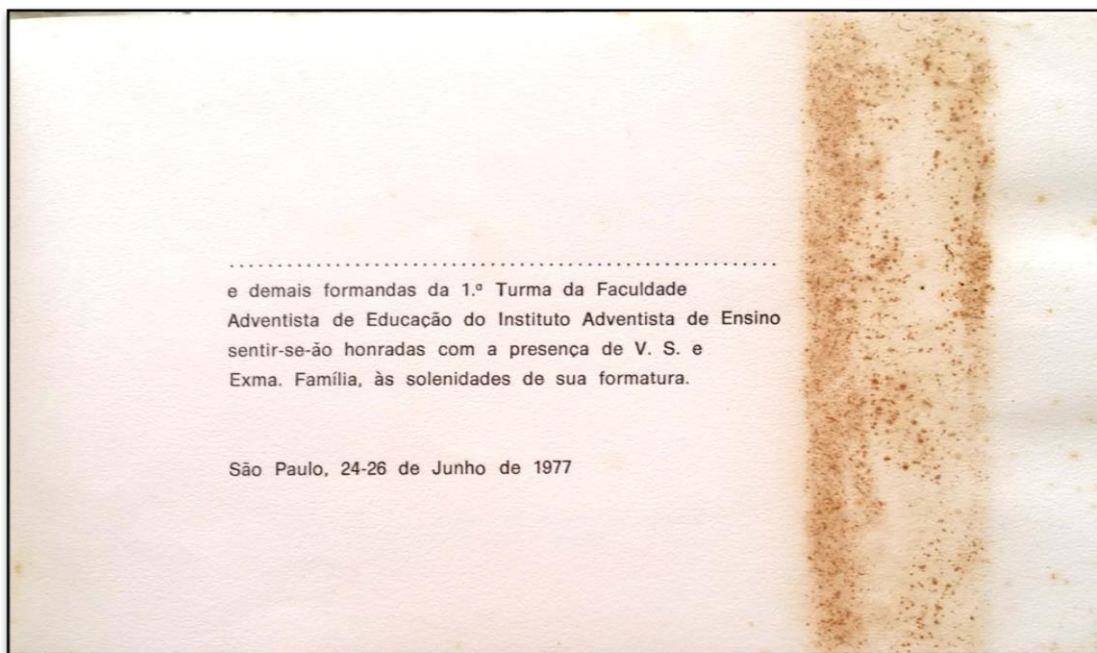 ............................................................
e demais formandas da 1.ª Turma da Faculdade
Adventista de Educação do Instituto Adventista de Ensino
sentir-se-ão honradas com a presença de V. S. e
Exma. Família, às solenidades de sua formatura.
São Paulo, 24-26 de Junho de 1977